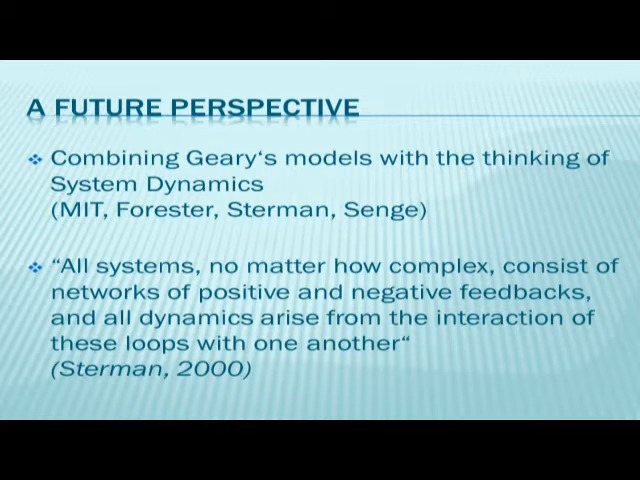 A FUTURE PERSPECTIVE
Combining Geary‘s models with the thinking of
System Dynamics
(MIT, Forester, Sterman, Senge)
“All systems, no matter how complex, consist of
networks of positive and negative feedbacks,
and all dynamics arise from the interaction of
these loops with one another“
(Sterman, 2000)